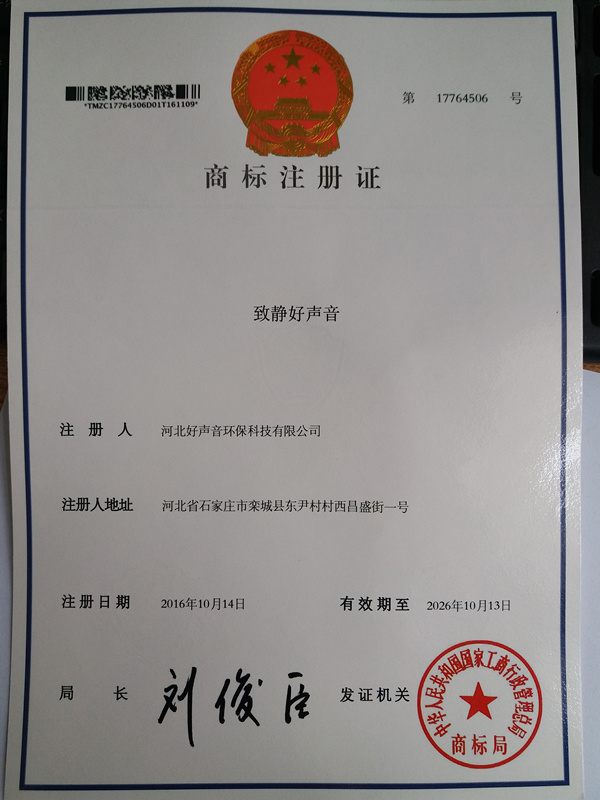 *TMZC17764506D01T161109*
第 17764506 号
商标注册证
致静好声音
注册人 河北好声音环保科技有限公司
注册人地址 河北省石家庄市栾城县东尹村村西昌盛街一号
注册日期 2016年10月14日 有效期至 2026年10月13日
局长 刘俊臣 发证机关
中华人民共和国国家工商行政管理总局
商标局